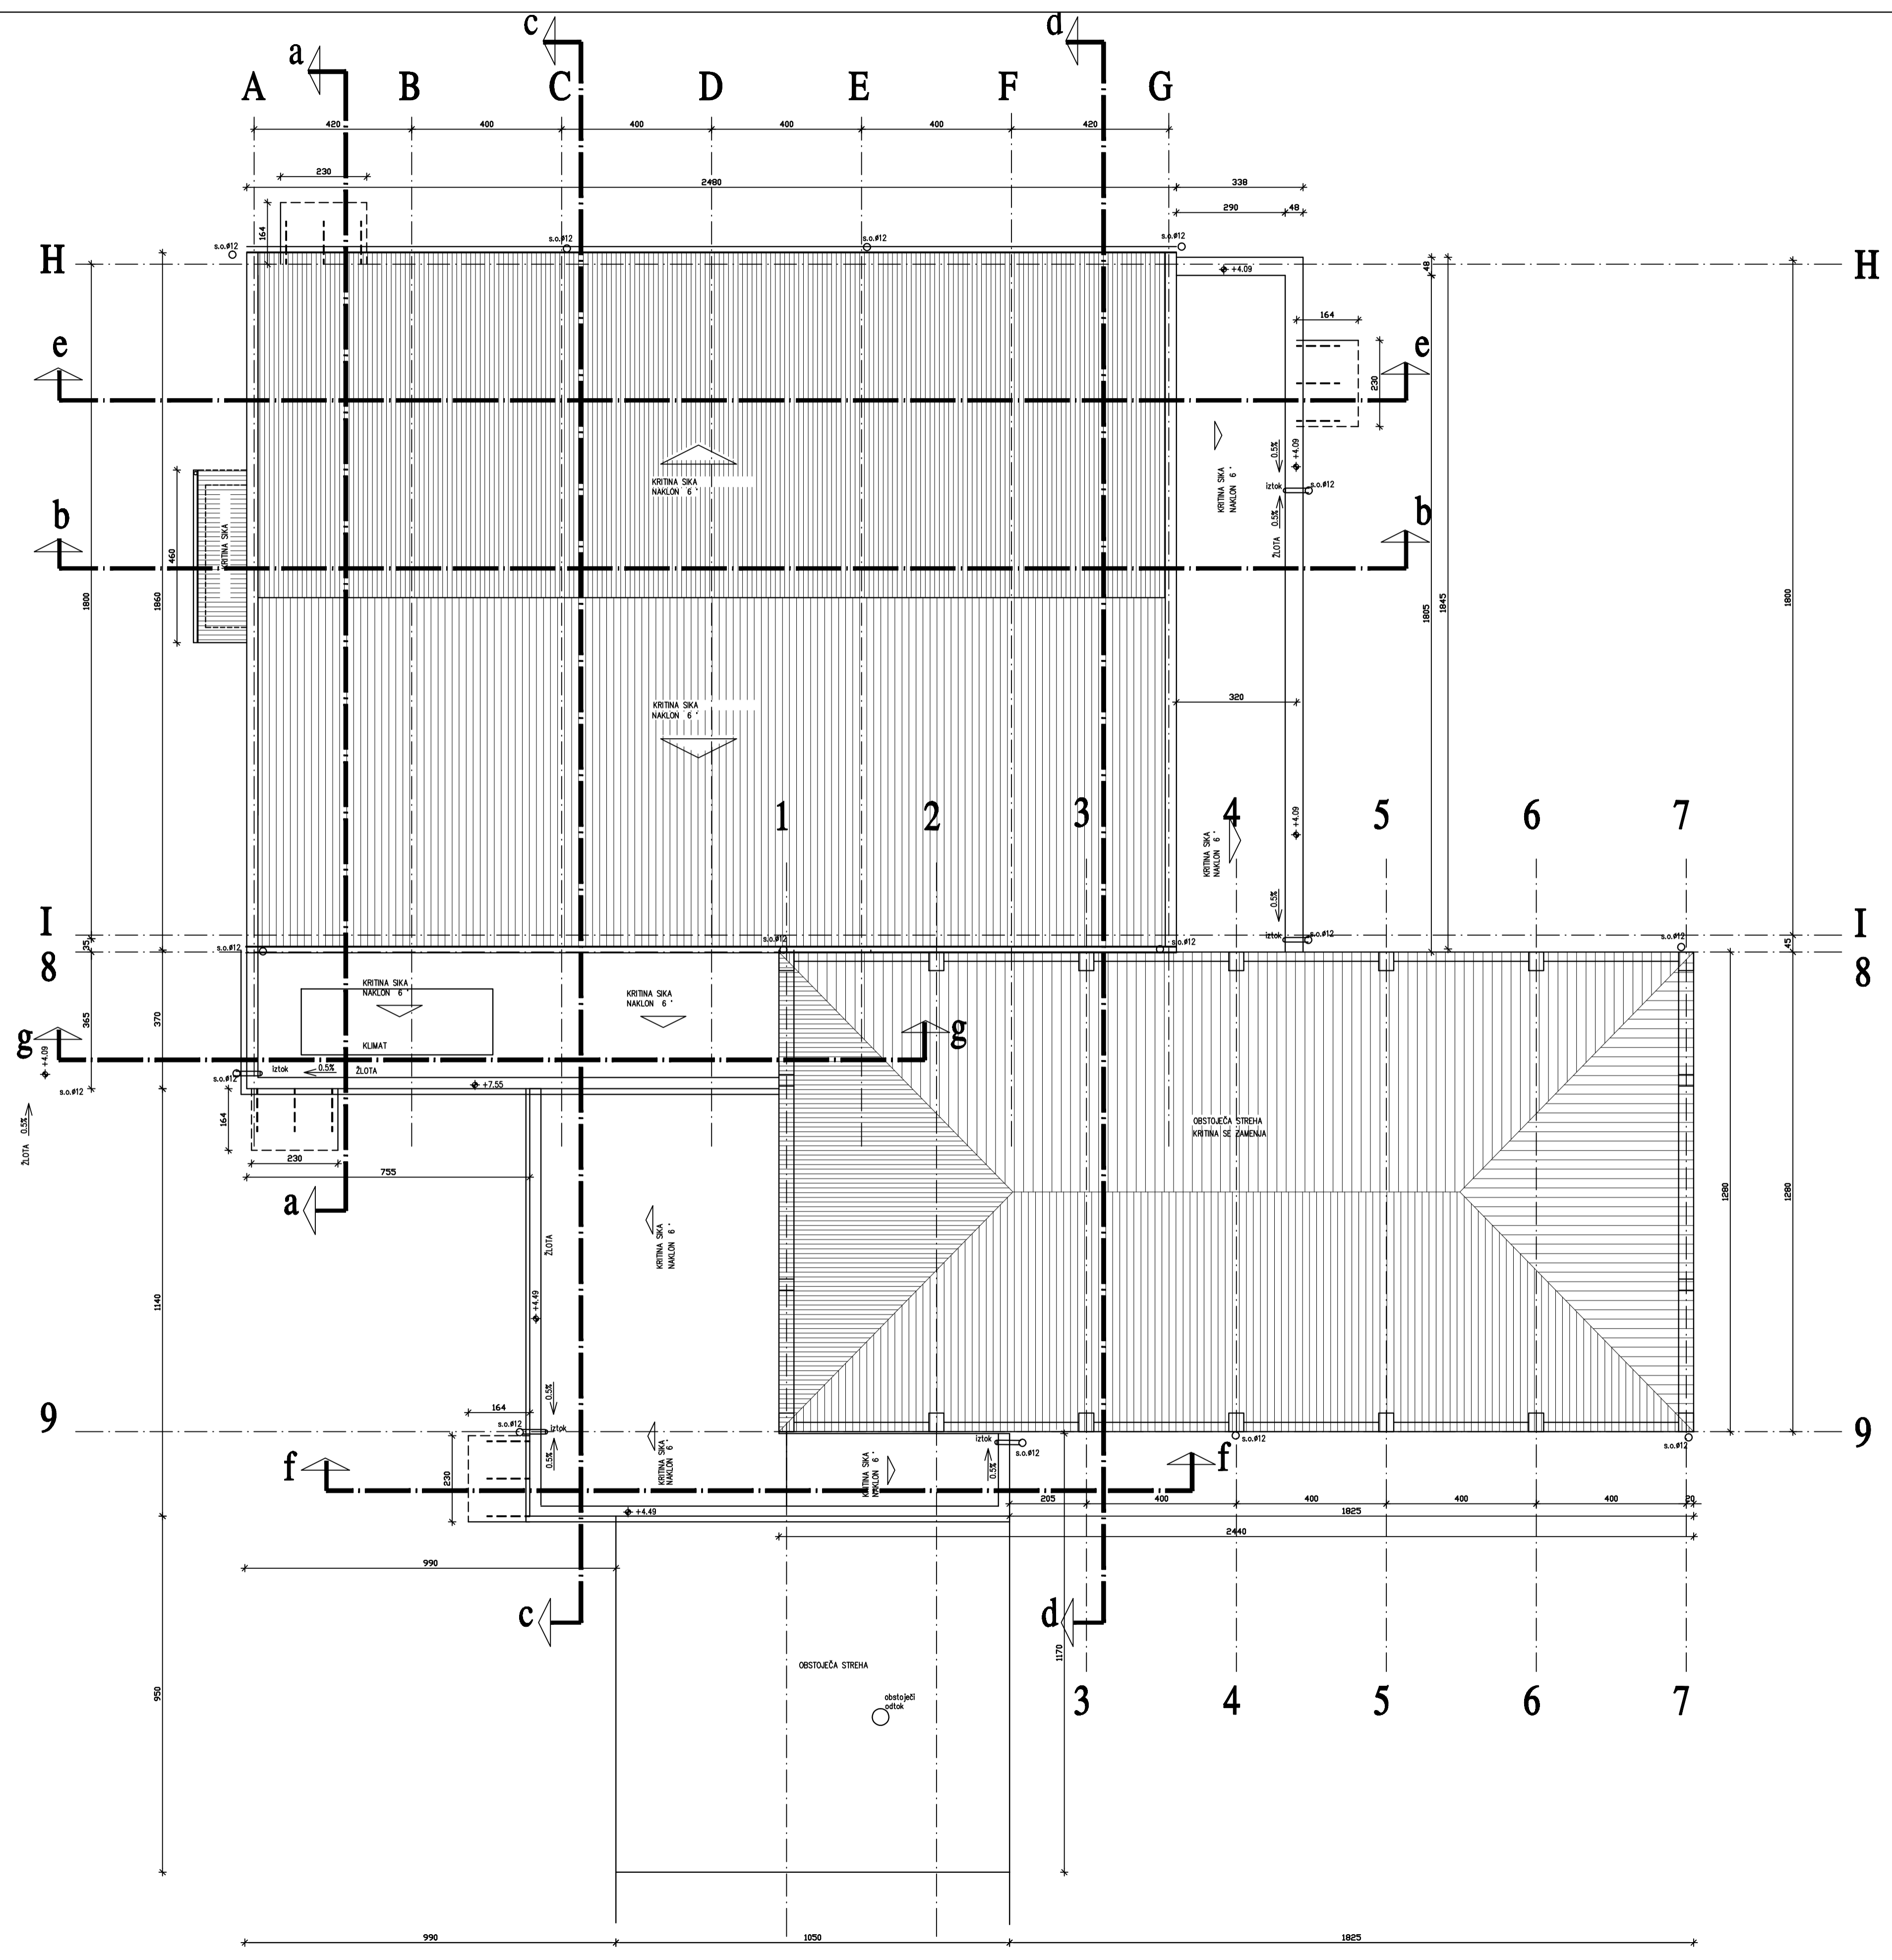 c
d
a
A
B
C
D
E
F
G
420
400
400
400
400
420
230
2480
338
290
48
164
s.o.ø12
s.o.ø12
s.o.ø12
s.o.ø12
H
H
+4.09
48
164
e
e
230
KRITINA SIKA
NAKLON 6 °
KRITINA SIKA
NAKLON 6 °
0.5%
+4.09
iztok
s.o.ø12
0.5%
ŽLOTA
b
b
460
KRITINA SIKA
1800
1860
1805
1845
1800
320
KRITINA SIKA
NAKLON 6 °
1
2
3
4
5
6
7
+4.09
KRITINA SIKA
NAKLON 6 °
0.5%
I
I
35
s.o.ø12
s.o.ø12
s.o.ø12
iztok
s.o.ø12
s.o.ø12
45
8
8
KRITINA SIKA
NAKLON 6 °
KRITINA SIKA
NAKLON 6 °
365
370
g
g
KLIMAT
+4.09
s.o.ø12
iztok
0.5%
ŽLOTA
+7.55
s.o.ø12
164
ŽLOTA 0.5%
OBSTOJEČA STREHA
KRITINA SE ZAMENJA
230
755
a
1280
1280
KRITINA SIKA
NAKLON 6 °
ŽLOTA
1140
+4.49
0.5%
164
s.o.ø12
iztok
9
9
0.5%
KRITINA SIKA
NAKLON 6 °
iztok
s.o.ø12
s.o.ø12
s.o.ø12
230
f
f
KRITINA SIKA
NAKLON 6 °
0.5%
+4.49
205
400
400
400
400
20
1825
2440
990
c
d
1170
OBSTOJEČA STREHA
obstoječi
odtok
950
3
4
5
6
7
990
1050
1825